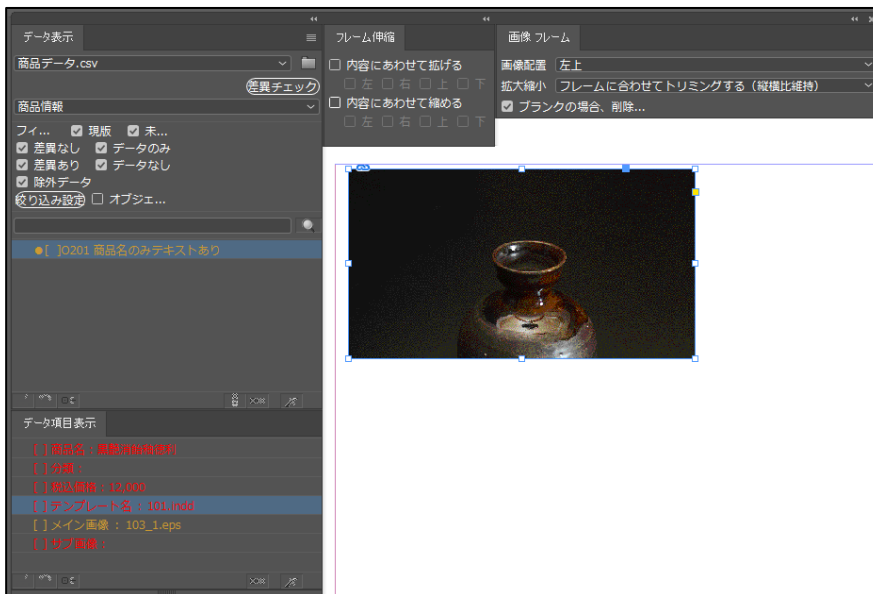 データ表示
商品データ.csv
差異チェック
商品情報
フィ... 現版 未...
差異なし データのみ
差異あり データなし
除外データ
絞り込み設定 オブジェ...
●[ ]O201 商品名のみテキストあり
データ項目表示
[ ]商品名:
[ ]分類:
[ ]税込価格:12,000
[ ]テンプレート名 : 101.indd
[ ]メイン画像 : 103_1.eps
[ ]サブ画像:
フレーム伸縮
内容にあわせて拡げる
左 右 上 下
内容にあわせて縮める
左 右 上 下
画像 フレーム
画像配置 左上
拡大縮小 フレームに合わせてトリミングする(縦横比維持)
ブランクの場合、削除...